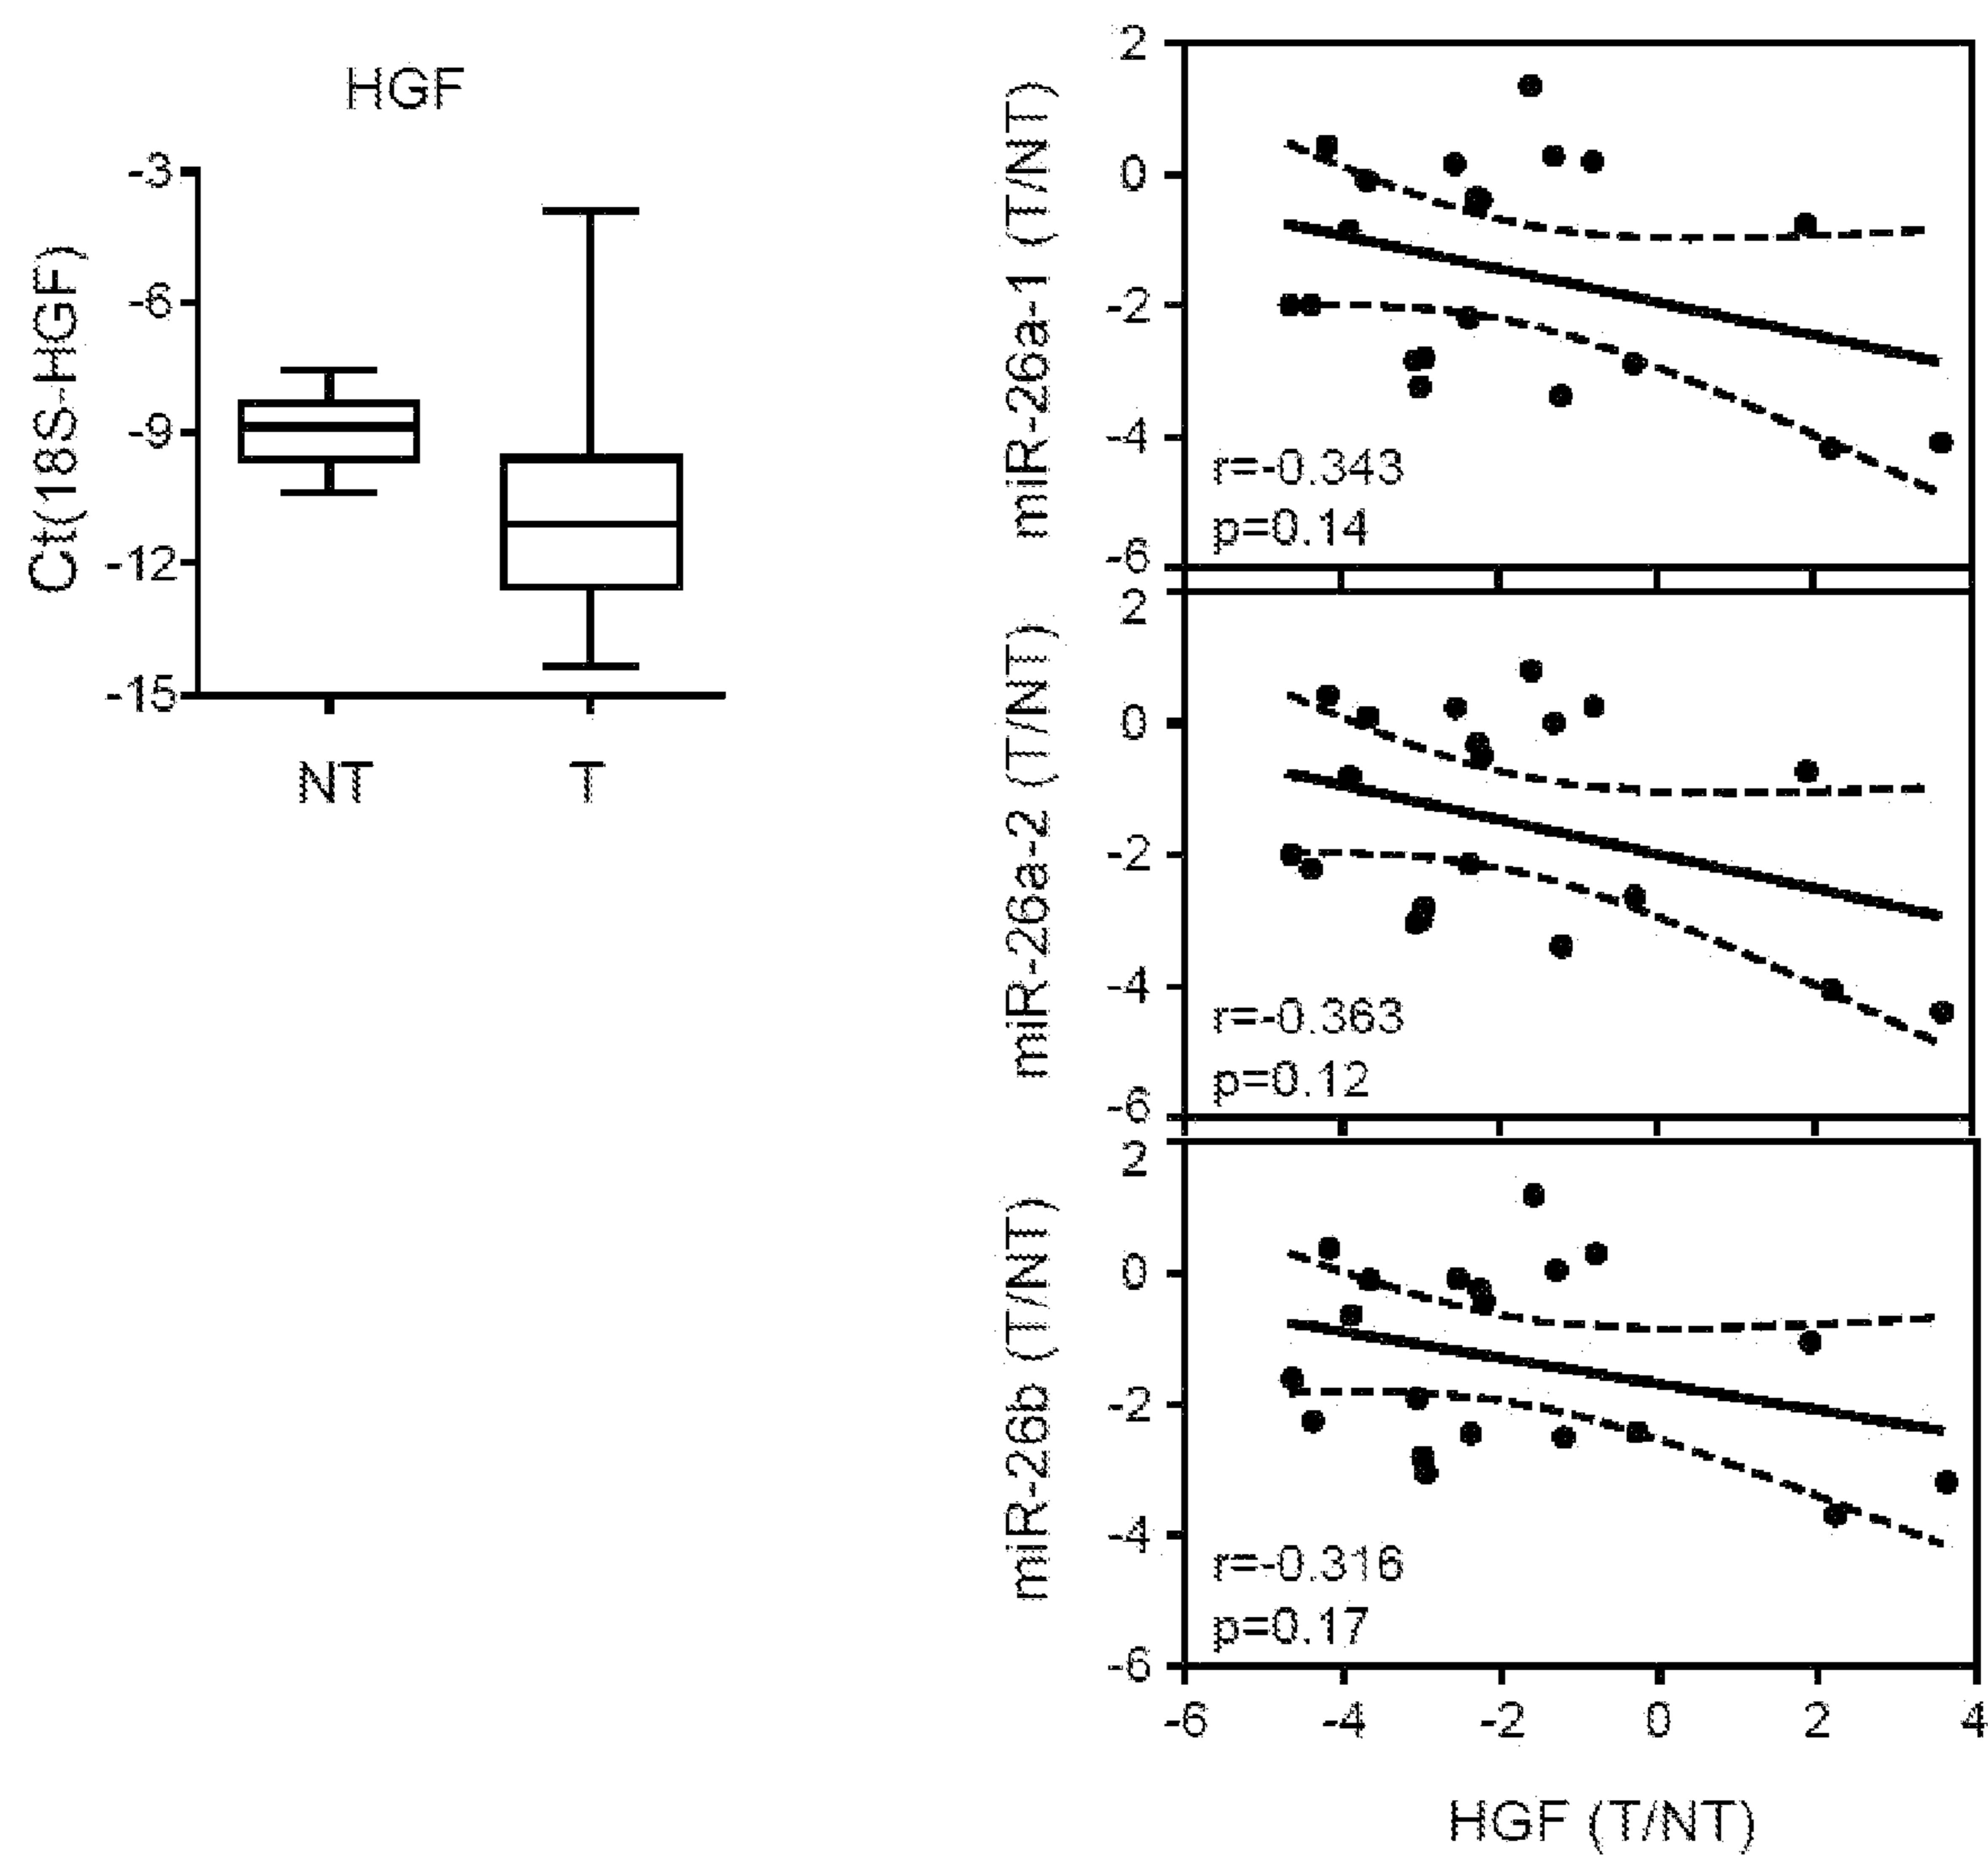 HGF
Ct(18S-HGF)
-3
-6
-9
-12
-15
NT
T
miR-26a-1 (T/NT)
2
0
-2
-4
-6
r=-0.343
p=0.14
miR-26a-2 (T/NT)
2
0
-2
-4
-6
r=-0.363
p=0.12
miR-26b (T/NT)
2
0
-2
-4
-6
r=-0.316
p=0.17
-6 -4 -2 0 2 4
HGF (T/NT)